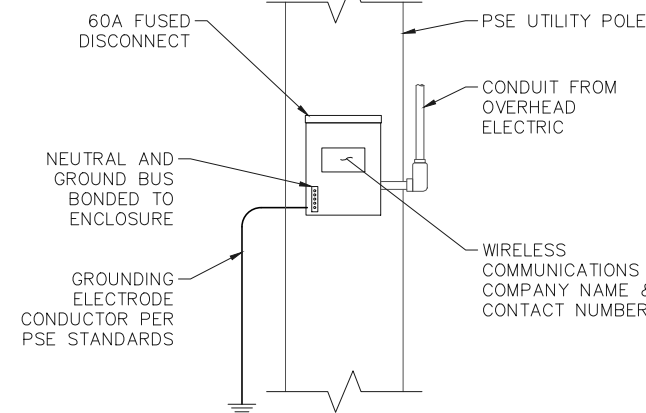 60A FUSED
DISCONNECT
PSE UTILITY POLE
CONDUIT FROM
OVERHEAD
ELECTRIC
NEUTRAL AND
GROUND BUS
BONDED TO
ENCLOSURE
WIRELESS
COMMUNICATIONS
COMPANY NAME &
CONTACT NUMBER
GROUNDING
ELECTRODE
CONDUCTOR PER
PSE STANDARDS